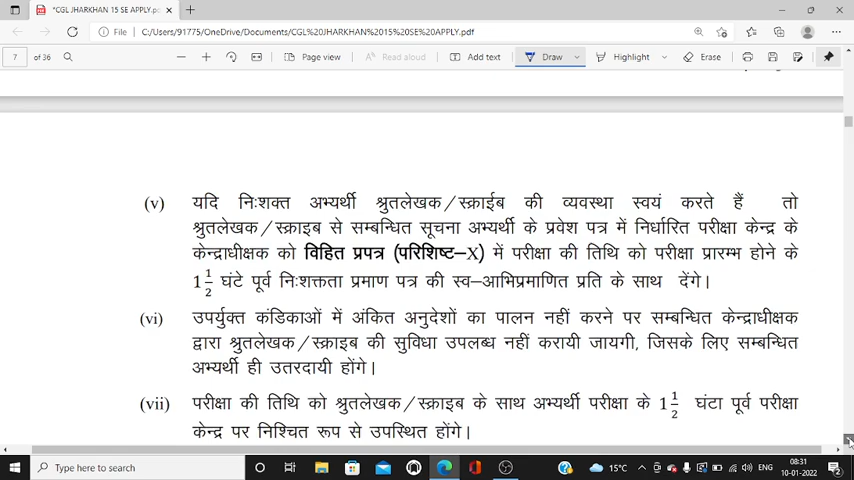 *CGL JHARKHAN 15 SE APPLY.pdf
File
C:/Users/91775/OneDrive/Documents/CGL%20JHARKHAN%2015%20SE%20APPLY.pdf
7 of 36
Page view
Read aloud
Add text
Draw
Highlight
Erase
(v) यदि निःशक्त अभ्यर्थी श्रुतलेखक/स्क्राईब की व्यवस्था स्वयं करते हैं तो
श्रुतलेखक/स्क्राइब से सम्बन्धित सूचना अभ्यर्थी के प्रवेश पत्र में निर्धारित परीक्षा केन्द्र के
केन्द्राधीक्षक को विहित प्रपत्र (परिशिष्ट–X) में परीक्षा की तिथि को परीक्षा प्रारम्भ होने के
1 1/2 घंटे पूर्व निःशक्तता प्रमाण पत्र की स्व–आभिप्रमाणित प्रति के साथ देंगे।
(vi) उपर्युक्त कंडिकाओं में अंकित अनुदेशों का पालन नहीं करने पर सम्बन्धित केन्द्राधीक्षक
द्वारा श्रुतलेखक/स्क्राइब की सुविधा उपलब्ध नहीं करायी जायगी, जिसके लिए सम्बन्धित
अभ्यर्थी ही उतरदायी होंगे।
(vii) परीक्षा की तिथि को श्रुतलेखक/स्क्राइब के साथ अभ्यर्थी परीक्षा के 1 1/2 घंटा पूर्व परीक्षा
केन्द्र पर निश्चित रूप से उपस्थित होंगे।
Type here to search
15°C
ENG
08:31
10-01-2022
2